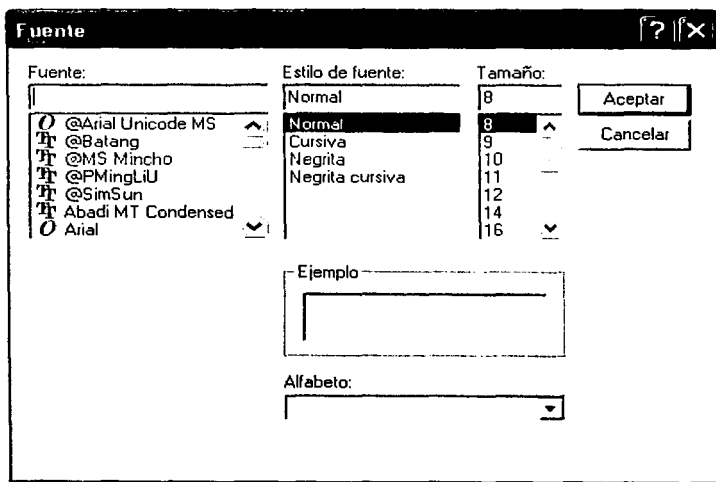 Fuente
Fuente:
@Arial Unicode MS
@Batang
@MS Mincho
@PMingLiU
@SimSun
Abadi MT Condensed
Arial
Estilo de fuente:
Normal
Normal
Cursiva
Negrita
Negrita cursiva
Tamaño:
8
8
9
10
11
12
14
16
Aceptar
Cancelar
Ejemplo
Alfabeto: